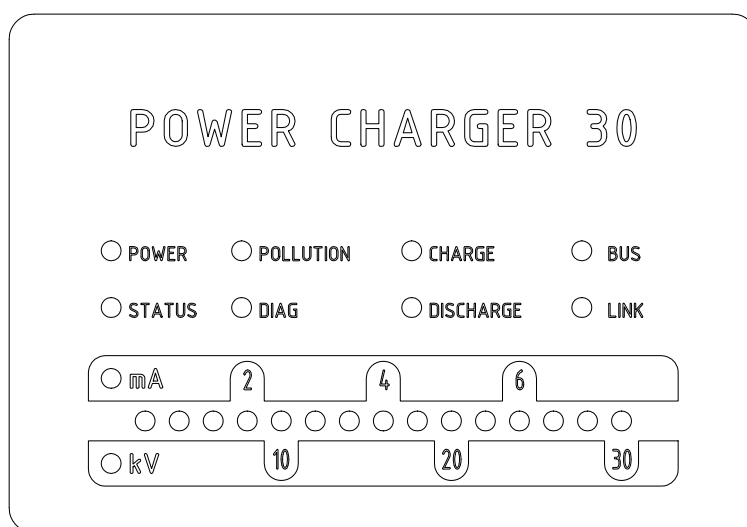 POWER CHARGER 30
POWER POLLUTION CHARGE BUS
STATUS DIAG DISCHARGE LINK
mA 2 4 6
kV 10 20 30